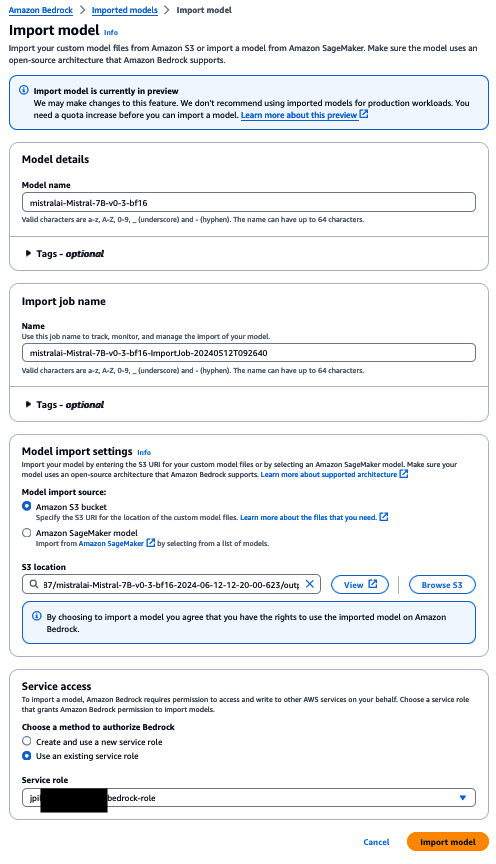 Amazon Bedrock > Imported models > Import model
Import model Info
Import your custom model files from Amazon S3 or import a model from Amazon SageMaker. Make sure the model uses an
open-source architecture that Amazon Bedrock supports.
Import model is currently in preview
We may make changes to this feature. We don't recommend using imported models for production workloads. You
need a quota increase before you can import a model. Learn more about this preview
Model details
Model name
mistralai-Mistral-7B-v0-3-bf16
Valid characters are a-z, A-Z, 0-9, _ (underscore) and - (hyphen). The name can have up to 64 characters.
Tags - optional
Import job name
Name
Use this job name to track, monitor, and manage the import of your model.
mistralai-Mistral-7B-v0-3-bf16-ImportJob-20240512T092640
Valid characters are a-z, A-Z, 0-9, _ (underscore) and - (hyphen). The name can have up to 64 characters.
Tags - optional
Model import settings Info
Import your model by entering the S3 URI for your custom model files or by selecting an Amazon SageMaker model. Make sure your
model uses an open-source architecture that Amazon Bedrock supports. Learn more about supported architecture
Model import source:
Amazon S3 bucket
Specify the S3 URI for the location of the custom model files. Learn more about the files that you need.
Amazon SageMaker model
Import from Amazon SageMaker by selecting from a list of models.
S3 location
37/mistralai-Mistral-7B-v0-3-bf16-2024-06-12-12-20-00-623/outp
View
Browse S3
By choosing to import a model you agree that you have the rights to use the imported model on Amazon
Bedrock.
Service access
To import a model, Amazon Bedrock requires permission to access and write to other AWS services on your behalf. Choose a service role
that grants Amazon Bedrock permission to import models.
Choose a method to authorize Bedrock
Create and use a new service role
Use an existing service role
Service role
jpi bedrock-role
Cancel
Import model